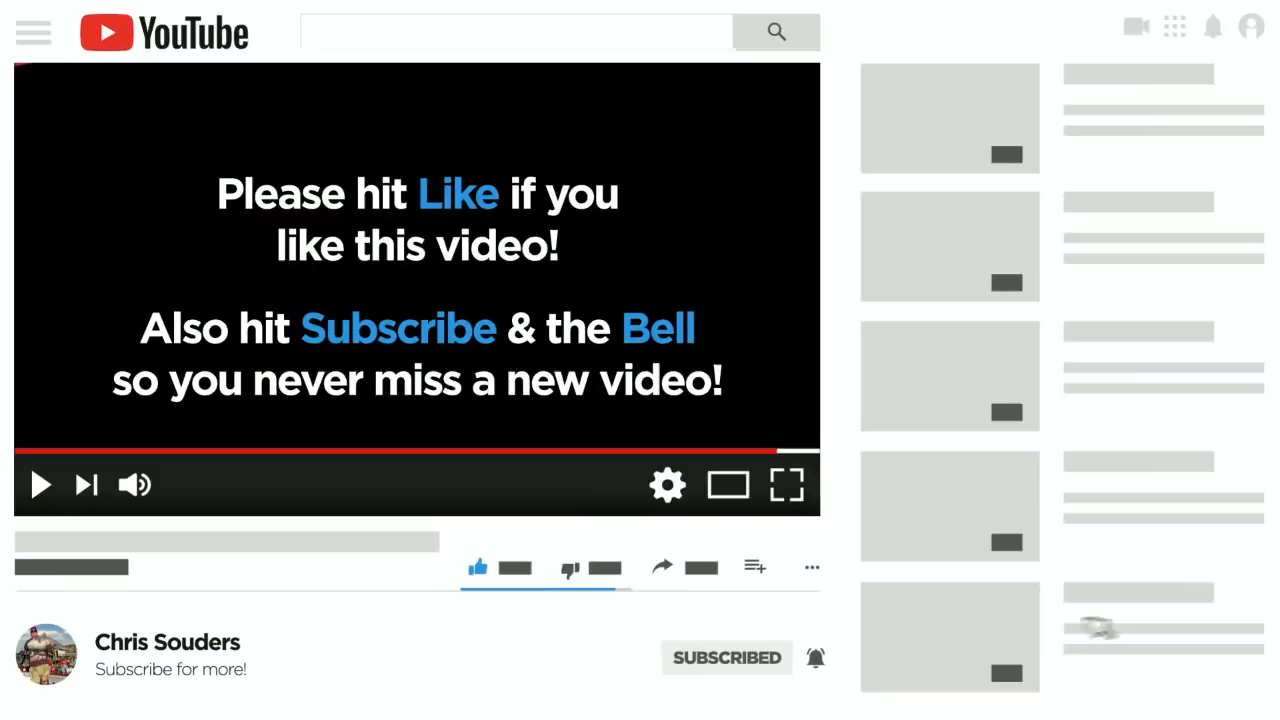 YouTube
Please hit Like if you
like this video!
Also hit Subscribe & the Bell
so you never miss a new video!
Chris Souders
Subscribe for more!
SUBSCRIBED